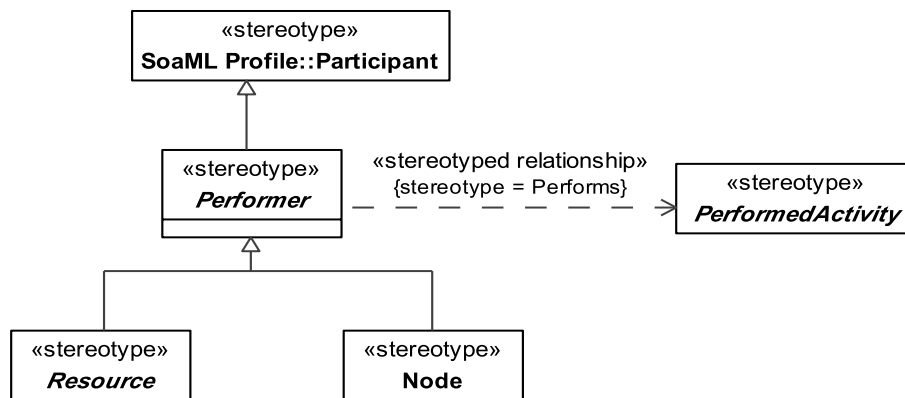 «stereotype»
SoaML Profile::Participant
«stereotype»
Performer
«stereotyped relationship»
{stereotype = Performs}
«stereotype»
PerformedActivity
«stereotype»
Resource
«stereotype»
Node